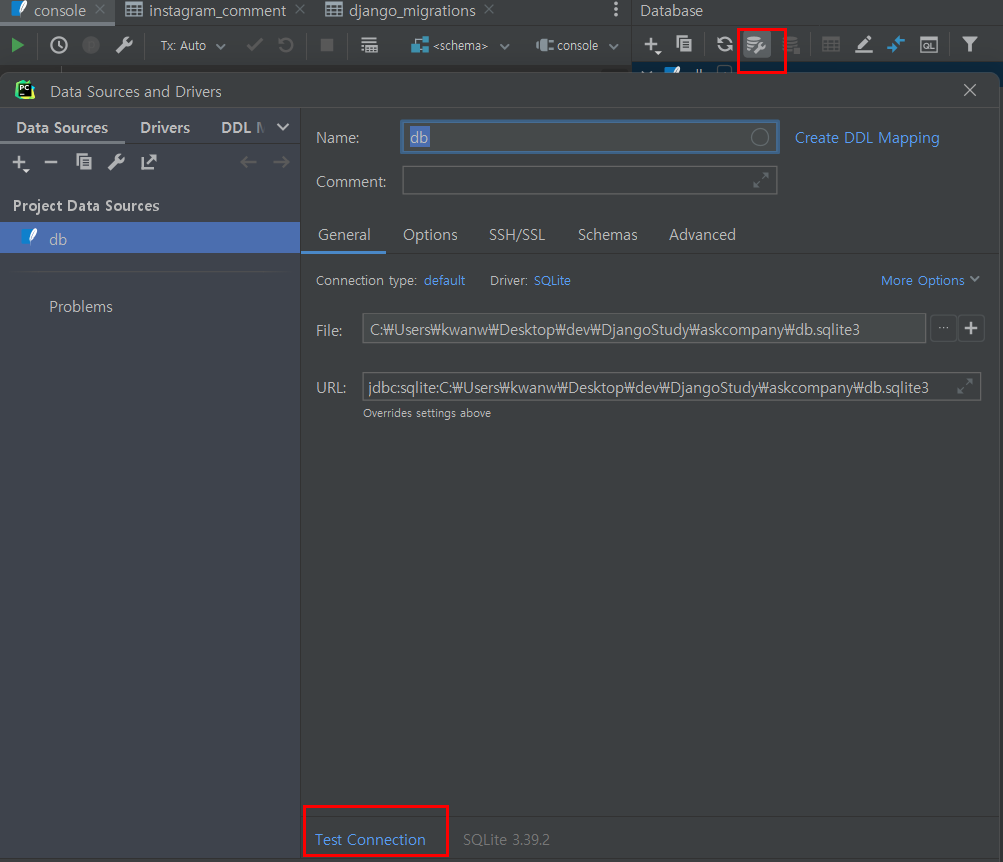 console instagram_comment django_migrations Database
Tx: Auto <schema> console QL
PC Data Sources and Drivers
Data Sources Drivers DDL
Name: db Create DDL Mapping
Comment:
Project Data Sources
db
Problems
General Options SSH/SSL Schemas Advanced
Connection type: default Driver: SQLite More Options
File: C:₩Users₩kwanw₩Desktop₩dev₩DjangoStudy₩askcompany₩db.sqlite3 ...
URL: jdbc:sqlite:C:₩Users₩kwanw₩Desktop₩dev₩DjangoStudy₩askcompany₩db.sqlite3
Overrides settings above
Test Connection SQLite 3.39.2